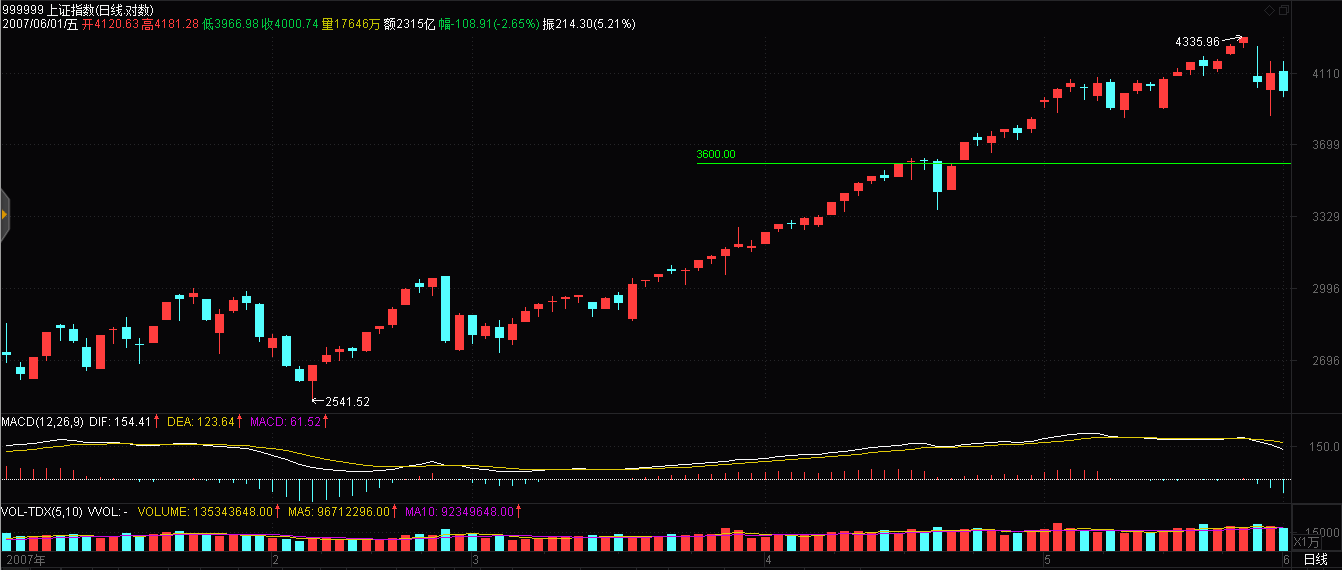 999999 上证指数(日线.对数)
2007/06/01/五 开4120.63 高4181.28 低3966.98 收4000.74 量17646万 额2315亿 幅-108.91(-2.65%) 振214.30(5.21%)
4335.96
4110
3699
3600.00
3329
2996
2696
2541.52
MACD(12,26,9) DIF: 154.41 DEA: 123.64 MACD: 61.52
150.0
VOL-TDX(5,10) VVOL: - VOLUME: 135343648.00 MA5: 96712296.00 MA10: 92349648.00
15000
X1万
2007年 2 3 4 5 6 日线